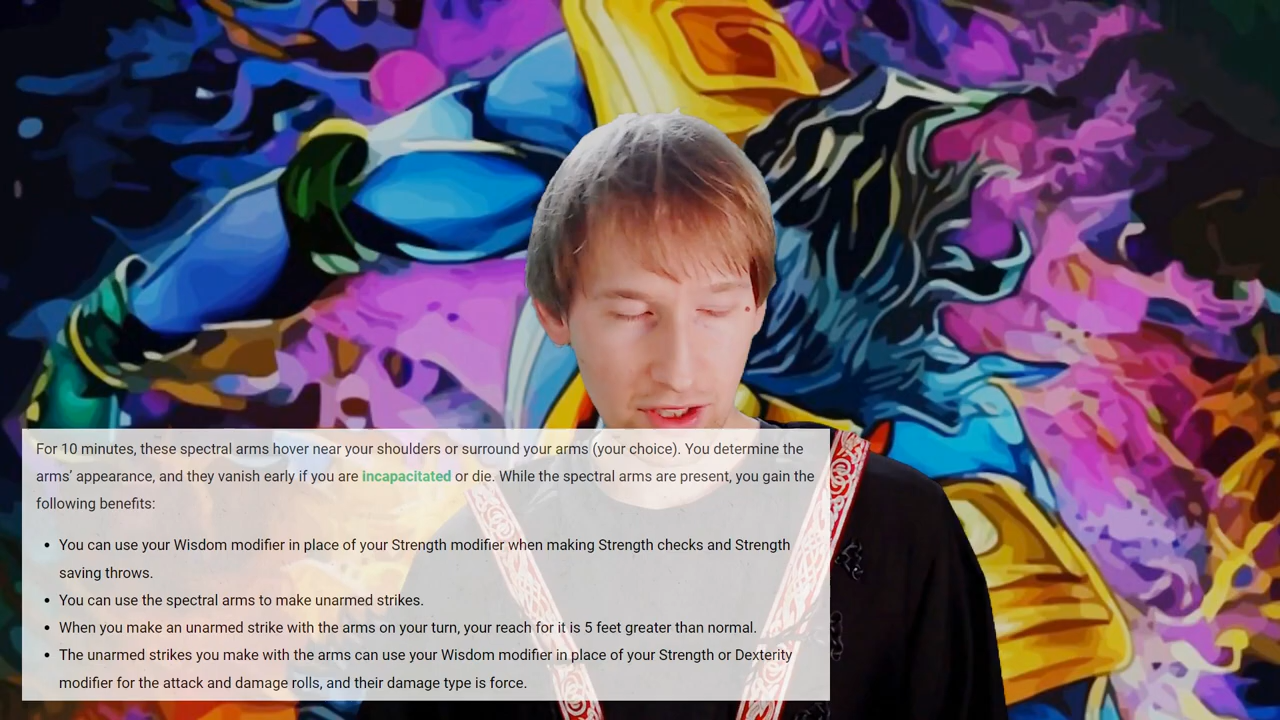 For 10 minutes, these spectral arms hover near your shoulders or surround your arms (your choice). You determine the
arms' appearance, and they vanish early if you are incapacitated or die. While the spectral arms are present, you gain the
following benefits:
• You can use your Wisdom modifier in place of your Strength modifier when making Strength checks and Strength
saving throws.
• You can use the spectral arms to make unarmed strikes.
• When you make an unarmed strike with the arms on your turn, your reach for it is 5 feet greater than normal.
• The unarmed strikes you make with the arms can use your Wisdom modifier in place of your Strength or Dexterity
modifier for the attack and damage rolls, and their damage type is force.